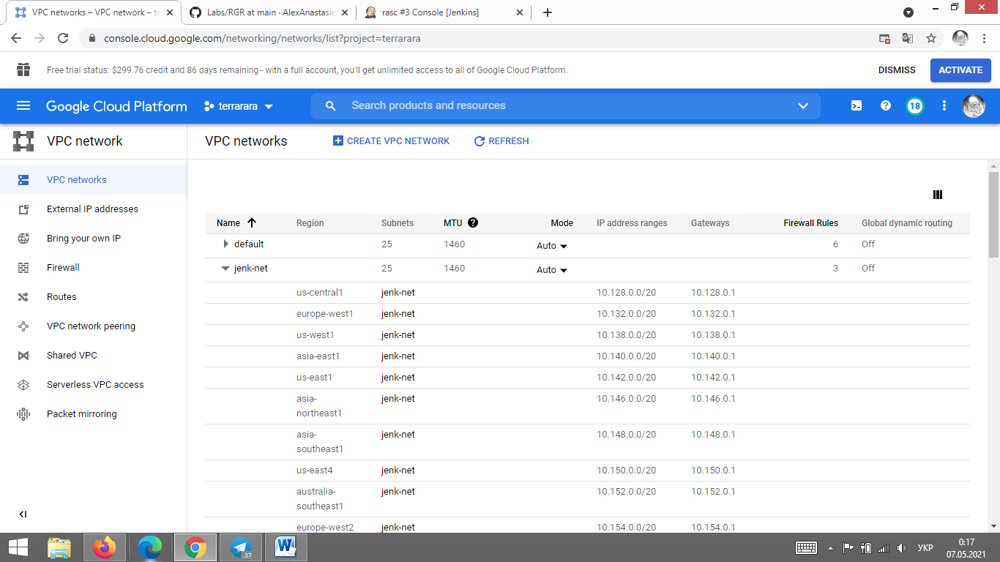 VPC networks – VPC network – te
Labs/RGR at main · AlexAnastasie
rasc #3 Console [Jenkins]
console.cloud.google.com/networking/networks/list?project=terrarara
Free trial status: $299.76 credit and 86 days remaining - with a full account, you'll get unlimited access to all of Google Cloud Platform.
DISMISS
ACTIVATE
Google Cloud Platform
terrarara
Search products and resources
18
VPC network
VPC networks
CREATE VPC NETWORK
REFRESH
VPC networks
External IP addresses
Bring your own IP
Firewall
Routes
VPC network peering
Shared VPC
Serverless VPC access
Packet mirroring
Name Region Subnets MTU Mode IP address ranges Gateways Firewall Rules Global dynamic routing
default 25 1460 Auto 6 Off
jenk-net 25 1460 Auto 3 Off
us-central1 jenk-net 10.128.0.0/20 10.128.0.1
europe-west1 jenk-net 10.132.0.0/20 10.132.0.1
us-west1 jenk-net 10.138.0.0/20 10.138.0.1
asia-east1 jenk-net 10.140.0.0/20 10.140.0.1
us-east1 jenk-net 10.142.0.0/20 10.142.0.1
asia- jenk-net 10.146.0.0/20 10.146.0.1
northeast1
asia- jenk-net 10.148.0.0/20 10.148.0.1
southeast1
us-east4 jenk-net 10.150.0.0/20 10.150.0.1
australia- jenk-net 10.152.0.0/20 10.152.0.1
southeast1
europe-west2 jenk-net 10.154.0.0/20 10.154.0.1
.37
УКР
0:17
07.05.2021